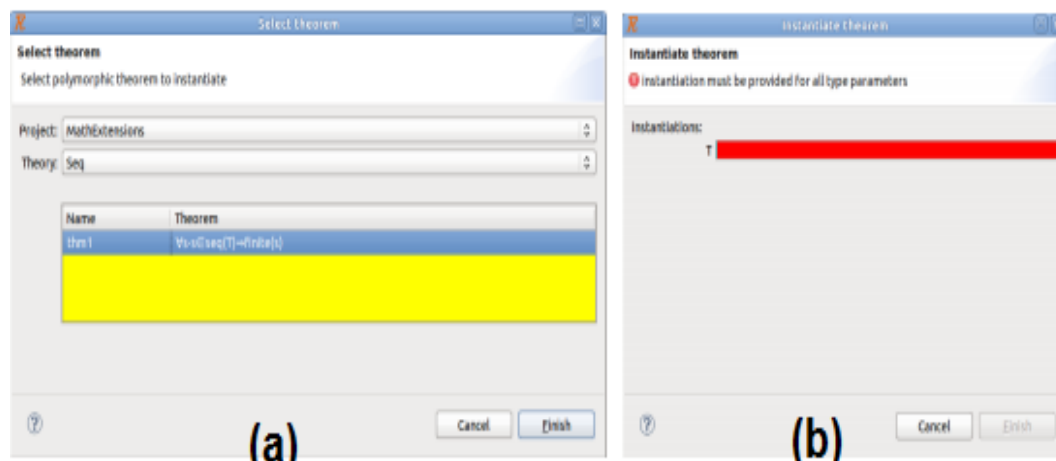 Select theorem
Select theorem
Select polymorphic theorem to instantiate
Project: MathExtensions
Theory: Seq
Name Theorem
thm1 ∀s·s seq(T)⇒finite(s)
Cancel Finish
(a)
Instantiate theorem
Instantiate theorem
instantiation must be provided for all type parameters
Instantiations:
T
Cancel Finish
(b)